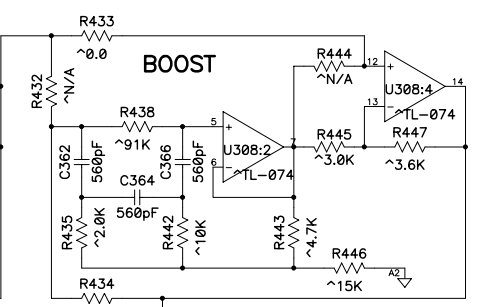 R433
^0.0
BOOST
R444
^N/A
12
+
U308:4
14
13
-
^TL-074
R432
^N/A
R438
^91K
5
+
U308:2
7
6
-
^TL-074
R445
^3.0K
R447
^3.6K
C362
560pF
C366
560pF
C364
560pF
R435
^2.0K
R442
^10K
R443
^4.7K
R446
^15K
A2
R434